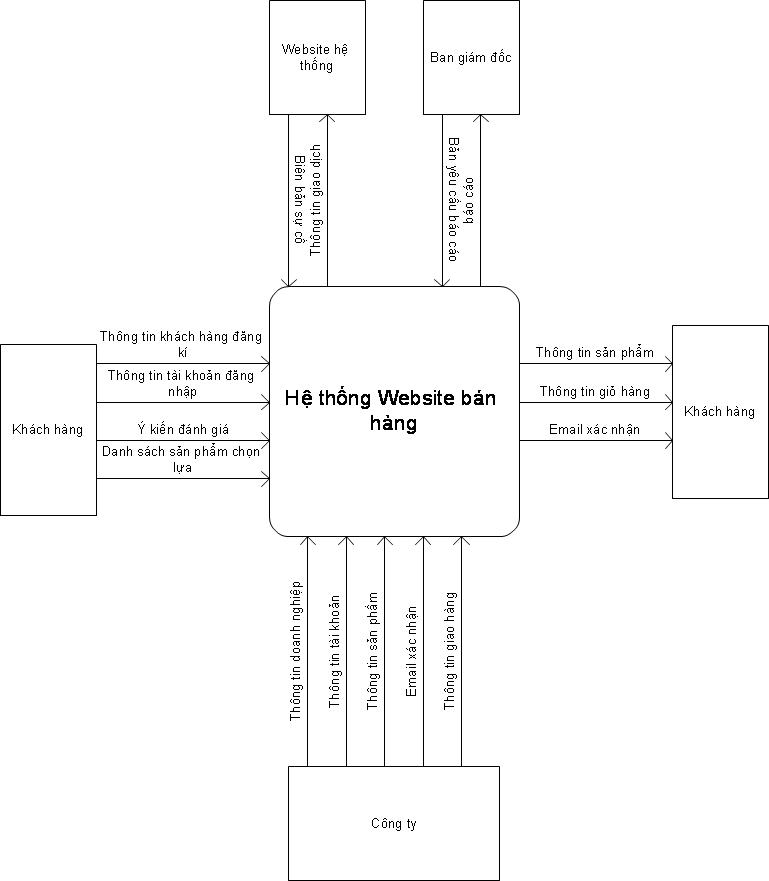 Website hệ
thống
Ban giám đốc
Biên bản sự cố
Thông tin giao dịch
Bản yêu cầu báo cáo
báo cáo
Thông tin khách hàng đăng
kí
Thông tin tài khoản đăng
nhập
Ý kiến đánh giá
Danh sách sản phẩm chọn
lựa
Khách hàng
Hệ thống Website bán
hàng
Thông tin sản phẩm
Thông tin giỏ hàng
Email xác nhận
Khách hàng
Thông tin doanh nghiệp
Thông tin tài khoản
Thông tin sản phẩm
Email xác nhận
Thông tin giao hàng
Công ty